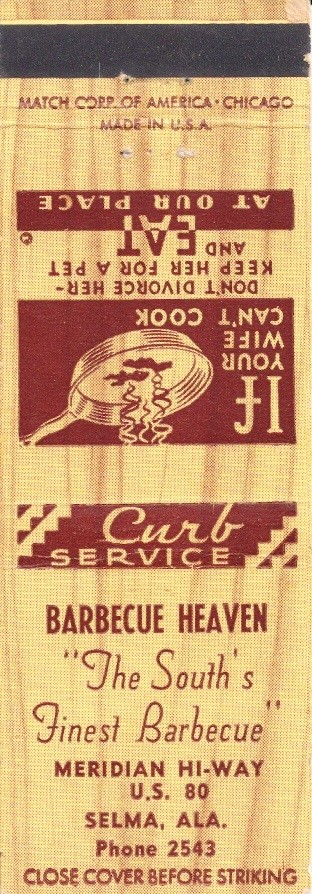 MATCH CORP. OF AMERICA · CHICAGO
MADE IN U.S.A.
If
YOUR
WIFE
CAN'T COOK
DON'T DIVORCE HER-
KEEP HER FOR A PET
AND
EAT
AT OUR PLACE
Curb
SERVICE
BARBECUE HEAVEN
"The South's
Finest Barbecue"
MERIDIAN HI-WAY
U.S. 80
SELMA, ALA.
Phone 2543
CLOSE COVER BEFORE STRIKING